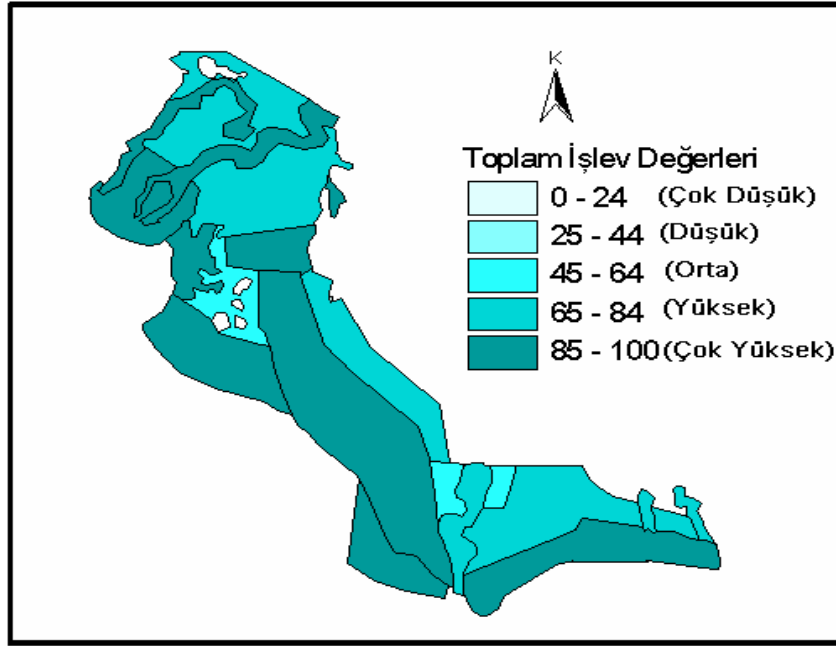 K
Toplam İşlev Değerleri
0 - 24 (Çok Düşük)
25 - 44 (Düşük)
45 - 64 (Orta)
65 - 84 (Yüksek)
85 - 100 (Çok Yüksek)